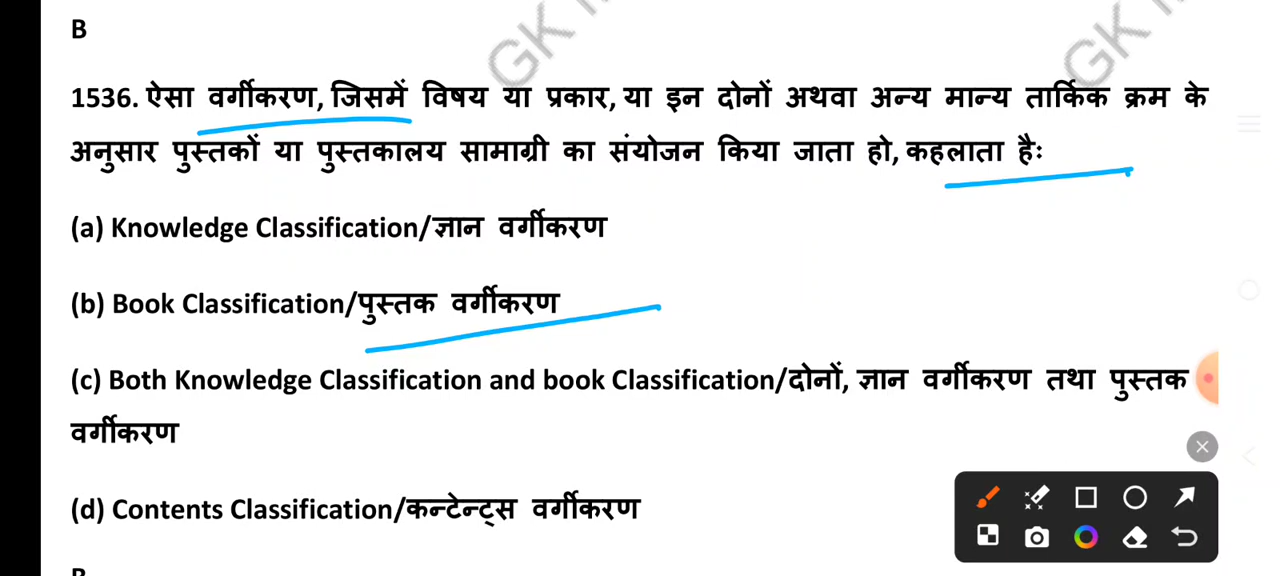 GK M
GK M
B
1536. ऐसा वर्गीकरण, जिसमें विषय या प्रकार, या इन दोनों अथवा अन्य मान्य तार्किक क्रम के
अनुसार पुस्तकों या पुस्तकालय सामाग्री का संयोजन किया जाता हो, कहलाता हैः
(a) Knowledge Classification/ज्ञान वर्गीकरण
(b) Book Classification/पुस्तक वर्गीकरण
(c) Both Knowledge Classification and book Classification/दोनों, ज्ञान वर्गीकरण तथा पुस्तक
वर्गीकरण
(d) Contents Classification/कन्टेन्ट्स वर्गीकरण